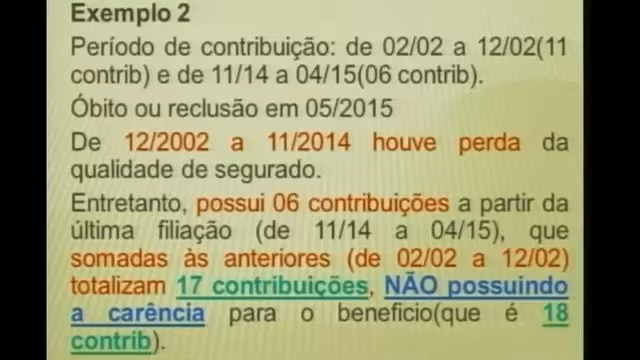 Exemplo 2
Período de contribuição: de 02/02 a 12/02(11
contrib) e de 11/14 a 04/15(06 contrib).
Óbito ou reclusão em 05/2015
De 12/2002 a 11/2014 houve perda da
qualidade de segurado.
Entretanto, possui 06 contribuições a partir da
última filiação (de 11/14 a 04/15), que
somadas às anteriores (de 02/02 a 12/02)
totalizam 17 contribuições, NÃO possuindo
a carência para o beneficio(que é 18
contrib).